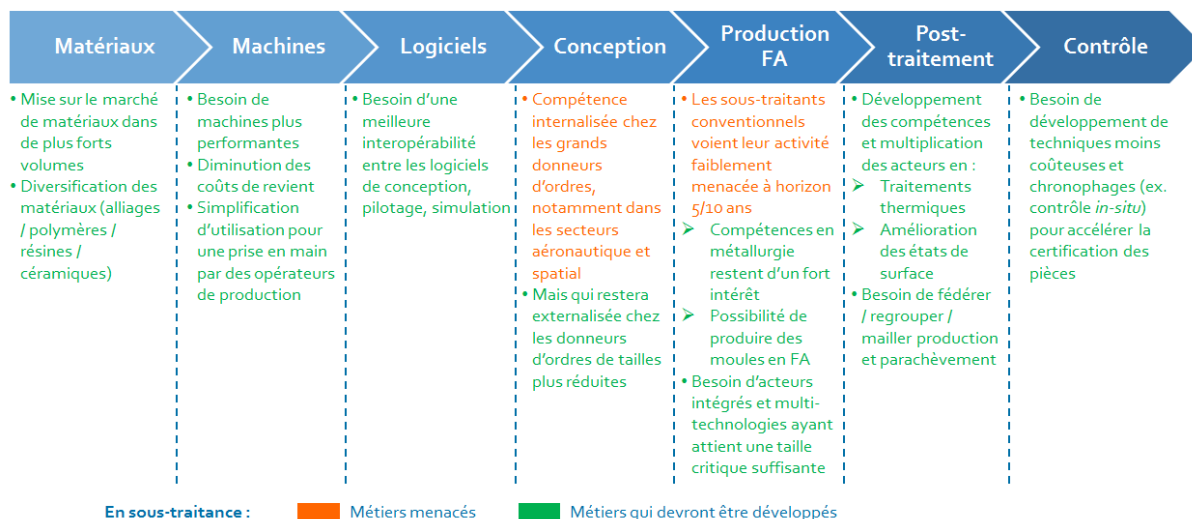 Matériaux
Machines
Logiciels
Conception
Production
FA
Post-
traitement
Contrôle
• Mise sur le marché
de matériaux dans
de plus forts
volumes
• Diversification des
matériaux (alliages
/ polymères /
résines /
céramiques)
• Besoin de
machines plus
performantes
• Diminution des
coûts de revient
• Simplification
d'utilisation pour
une prise en main
par des opérateurs
de production
• Besoin d'une
meilleure
interopérabilité
entre les logiciels
de conception,
pilotage, simulation
• Compétence
internalisée chez
les grands
donneurs
d'ordres,
notamment dans
les secteurs
aéronautique et
spatial
• Mais qui restera
externalisée chez
les donneurs
d'ordres de tailles
plus réduites
• Les sous-traitants
conventionnels
voient leur activité
faiblement
menacée à horizon
5/10 ans
➢ Compétences en
métallurgie
restent d'un fort
intérêt
➢ Possibilité de
produire des
moules en FA
• Besoin d'acteurs
intégrés et multi-
technologies ayant
attient une taille
critique suffisante
• Développement
des compétences
et multiplication
des acteurs en :
➢ Traitements
thermiques
➢ Amélioration
des états de
surface
• Besoin de fédérer
/ regrouper /
mailler production
et parachèvement
• Besoin de
développement de
techniques moins
coûteuses et
chronophages (ex.
contrôle in-situ)
pour accélérer la
certification des
pièces
En sous-traitance :
Métiers menacés
Métiers qui devront être développés